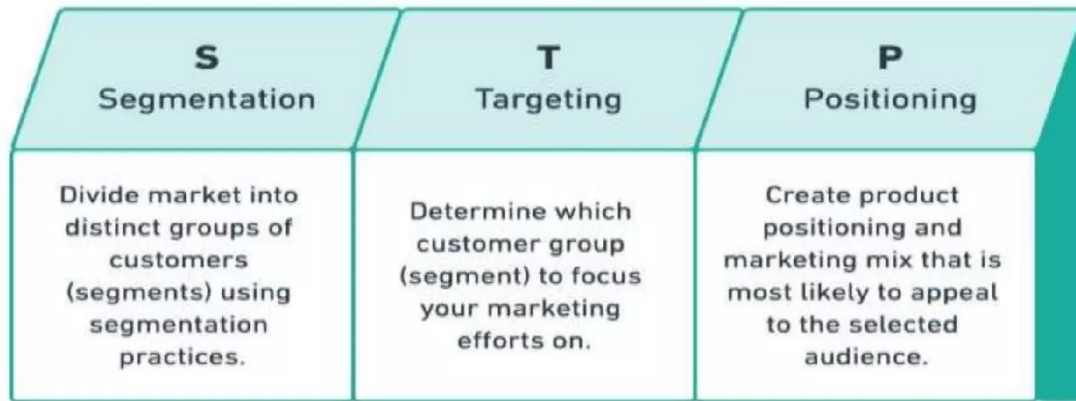 S
Segmentation
Divide market into
distinct groups of
customers
(segments) using
segmentation
practices.
T
Targeting
Determine which
customer group
(segment) to focus
your marketing
efforts on.
P
Positioning
Create product
positioning and
marketing mix that is
most likely to appeal
to the selected
audience.